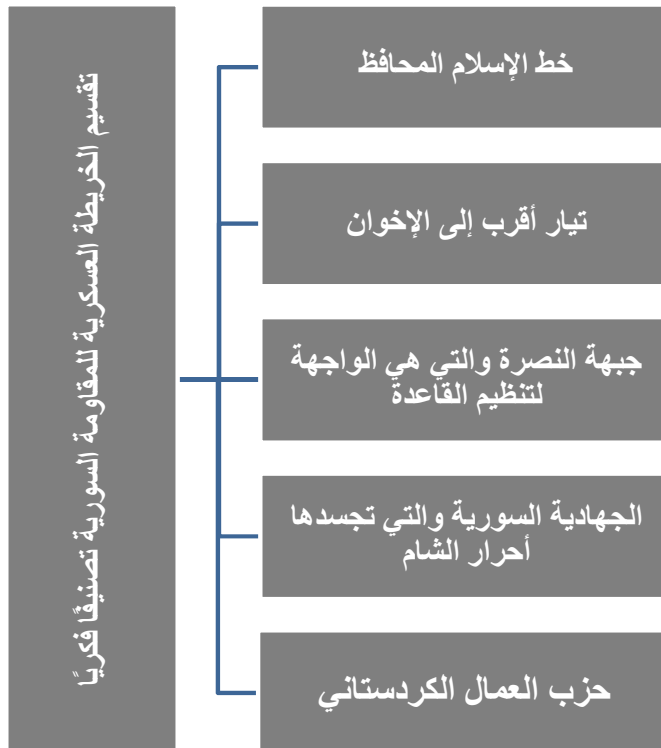 تقسيم الخريطة العسكرية للمقاومة السورية تصنيفًا فكريًا
خط الإسلام المحافظ
تيار أقرب إلى الإخوان
جبهة النصرة والتي هي الواجهة
لتنظيم القاعدة
الجهادية السورية والتي تجسدها
أحرار الشام
حزب العمال الكردستاني